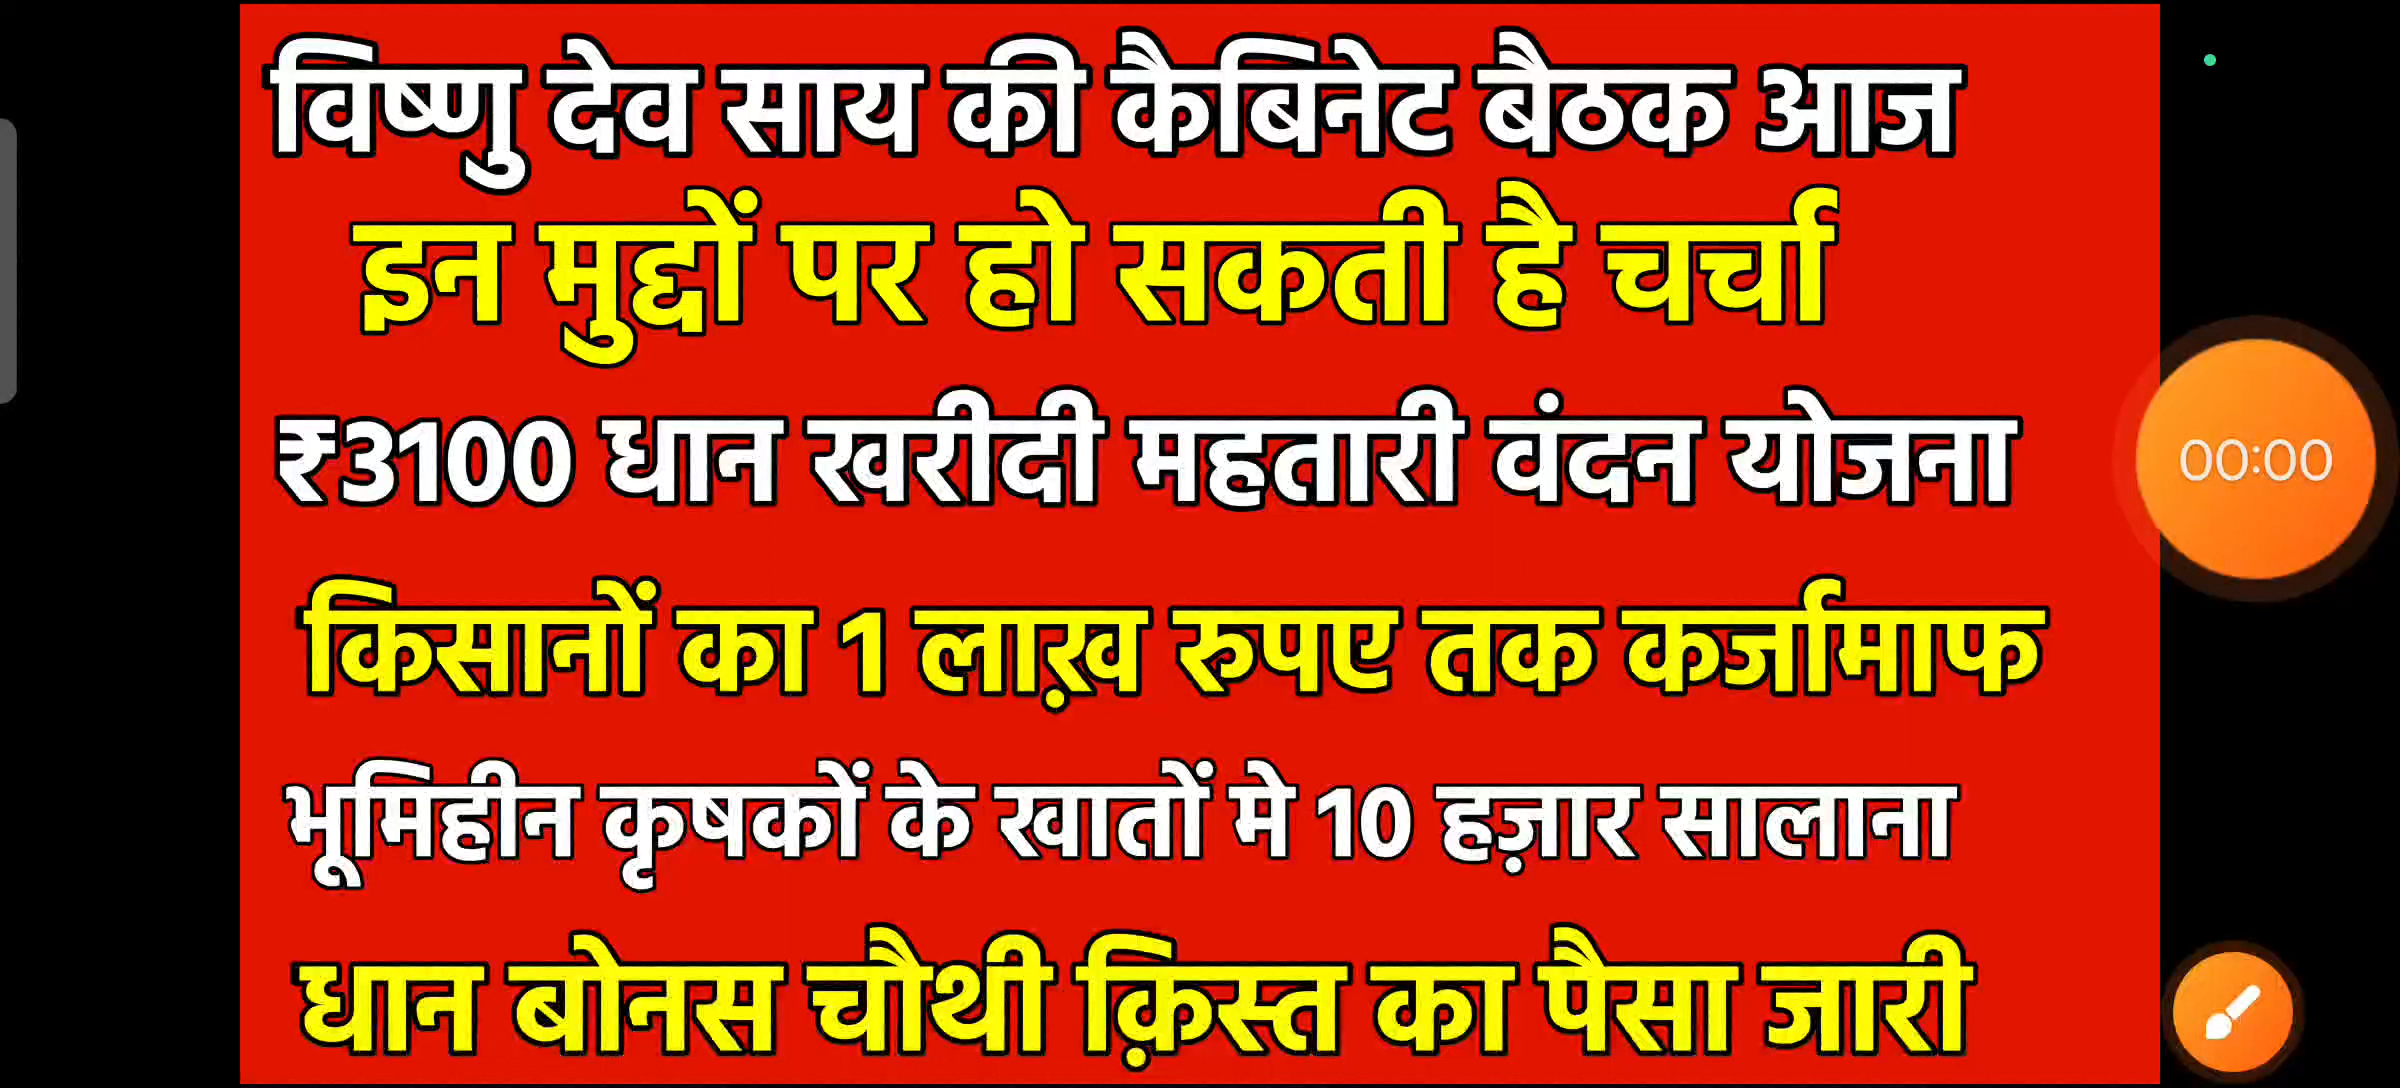 विष्णु देव साय की कैबिनेट बैठक आज
इन मुद्दों पर हो सकती है चर्चा
₹3100 धान खरीदी महतारी वंदन योजना
00:00
किसानों का 1 लाख़ रुपए तक कर्जामाफ
भूमिहीन कृषकों के खातों मे 10 हज़ार सालाना
धान बोनस चौथी क़िस्त का पैसा जारी